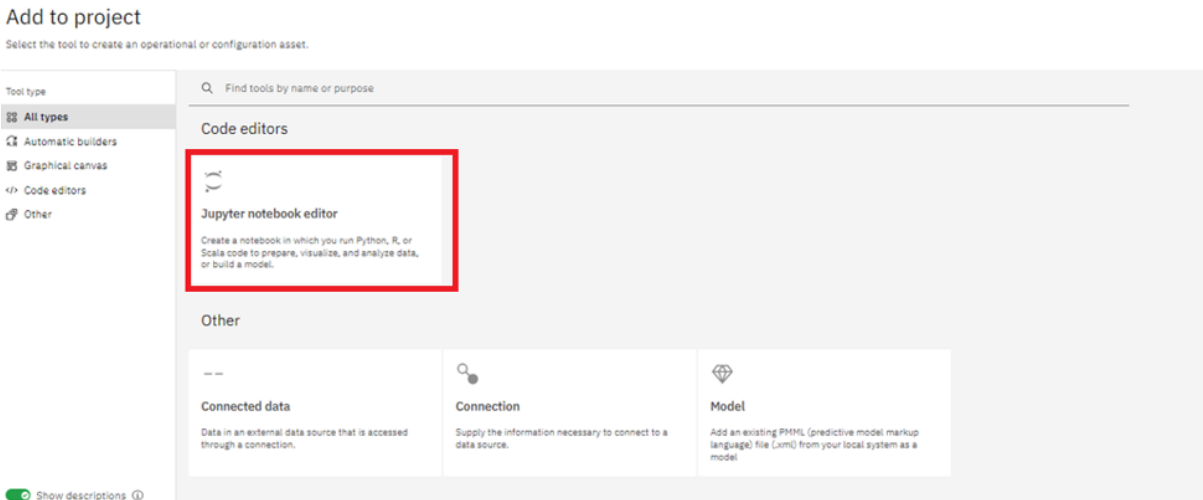 Add to project
Select the tool to create an operational or configuration asset.
Tool type
All types
Automatic builders
Graphical canvas
Code editors
Other
Find tools by name or purpose
Code editors
Jupyter notebook editor
Create a notebook in which you run Python, R, or
Scala code to prepare, visualize, and analyze data,
or build a model.
Other
Connected data
Data in an external data source that is accessed
through a connection.
Connection
Supply the information necessary to connect to a
data source.
Model
Add an existing PMML (predictive model markup
language) file (.xml) from your local system as a
model
Show descriptions